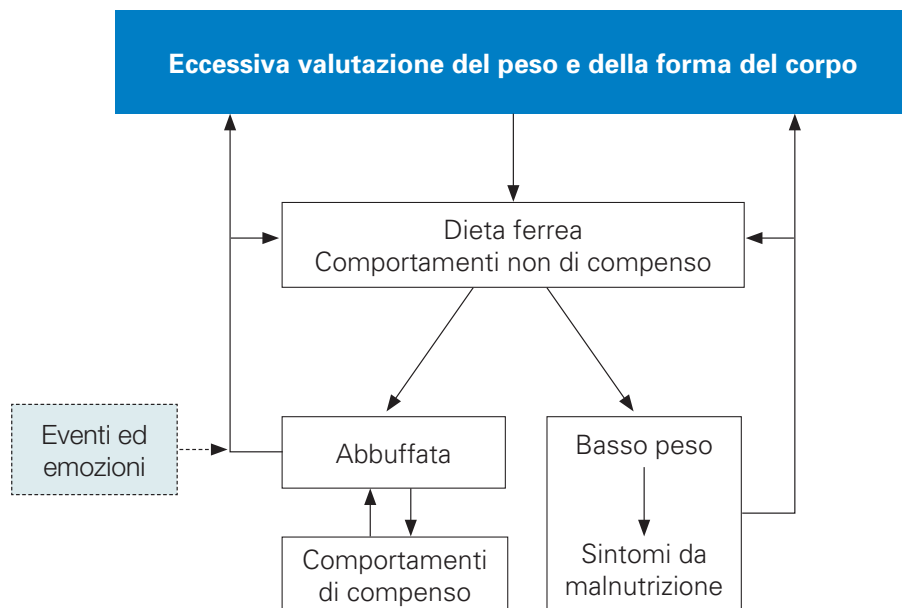 Eccessiva valutazione del peso e della forma del corpo
Dieta ferrea
Comportamenti non di compenso
Eventi ed
emozioni
Abbuffata
Basso peso
Sintomi da
malnutrizione
Comportamenti
di compenso